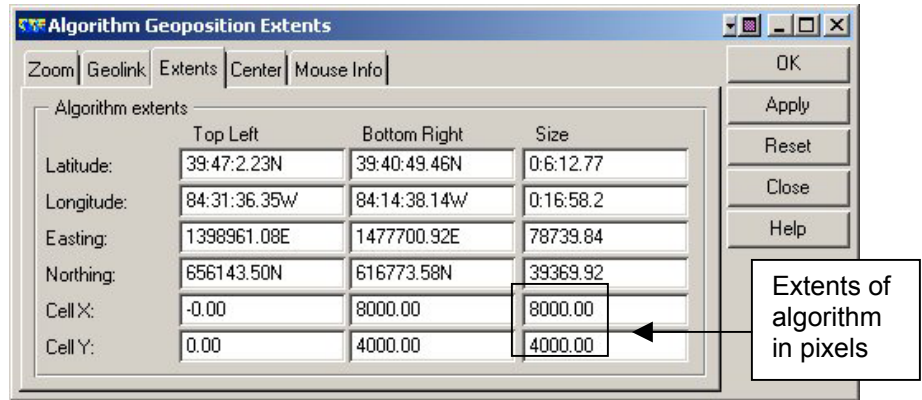 Algorithm Geoposition Extents
Zoom Geolink Extents Center Mouse Info
OK
Apply
Reset
Close
Help
Algorithm extents
Top Left Bottom Right Size
Latitude: 39:47:2.23N 39:40:49.46N 0:6:12.77
Longitude: 84:31:36.35W 84:14:38.14W 0:16:58.2
Easting: 1398961.08E 1477700.92E 78739.84
Northing: 656143.50N 616773.58N 39369.92
Cell X: -0.00 8000.00 8000.00
Cell Y: 0.00 4000.00 4000.00
Extents of
algorithm
in pixels